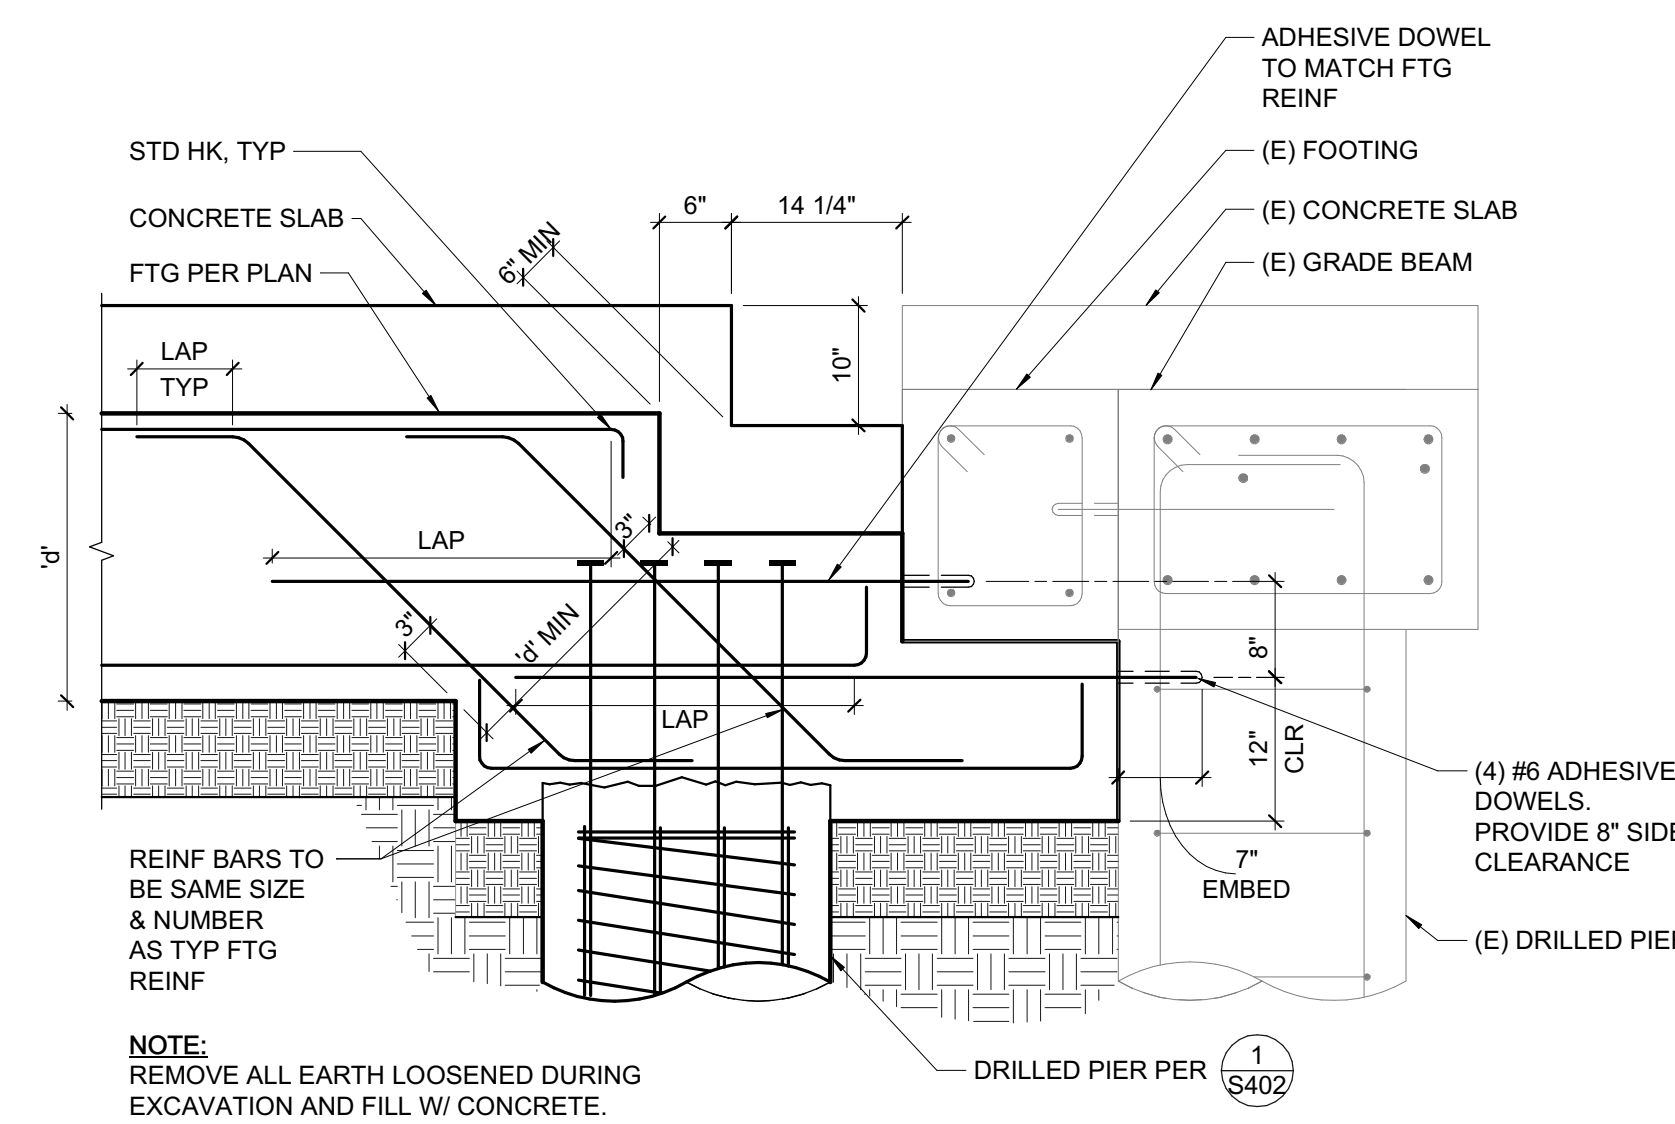 ADHESIVE DOWEL
TO MATCH FTG
REINF
STD HK, TYP
(E) FOOTING
CONCRETE SLAB
6"
14 1/4"
(E) CONCRETE SLAB
FTG PER PLAN
6" MIN
(E) GRADE BEAM
LAP
TYP
10"
'd'
LAP
3"
3"
'd' MIN
8"
LAP
12"
CLR
(4) #6 ADHESIVE
DOWELS.
PROVIDE 8" SIDE
CLEARANCE
7"
EMBED
REINF BARS TO
BE SAME SIZE
& NUMBER
AS TYP FTG
REINF
(E) DRILLED PIER
NOTE:
REMOVE ALL EARTH LOOSENED DURING
EXCAVATION AND FILL W/ CONCRETE.
DRILLED PIER PER
1
S402